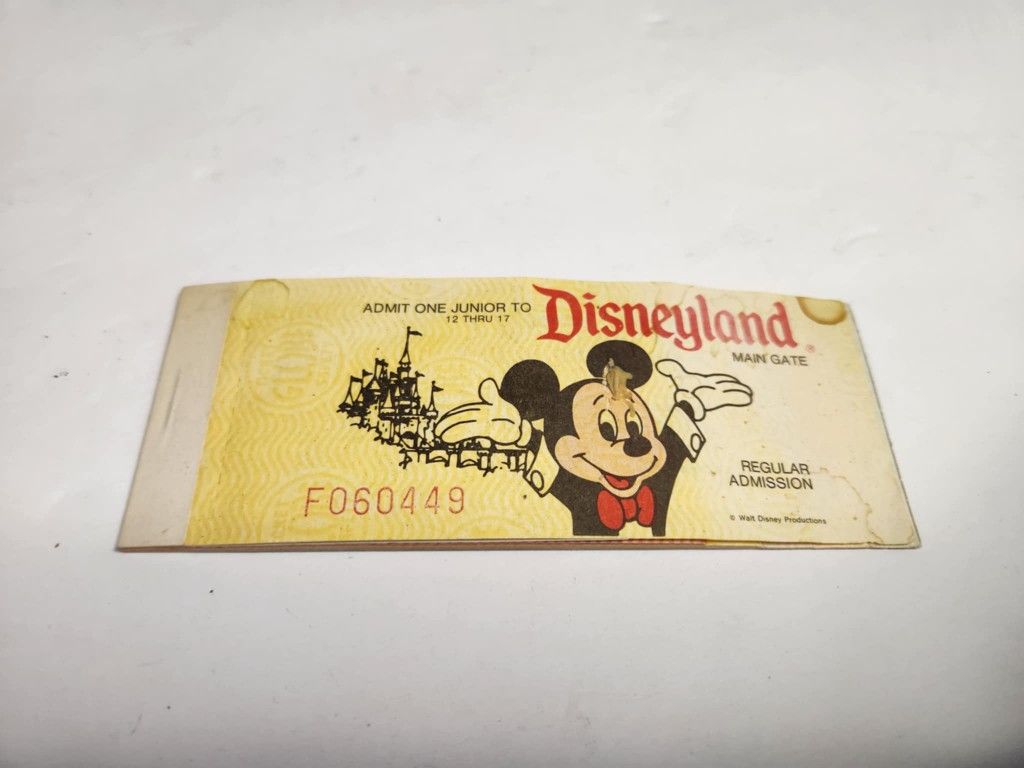 ADMIT ONE JUNIOR TO
12 THRU 17
Disneyland®
MAIN GATE
REGULAR
ADMISSION
F060449
© Walt Disney Productions